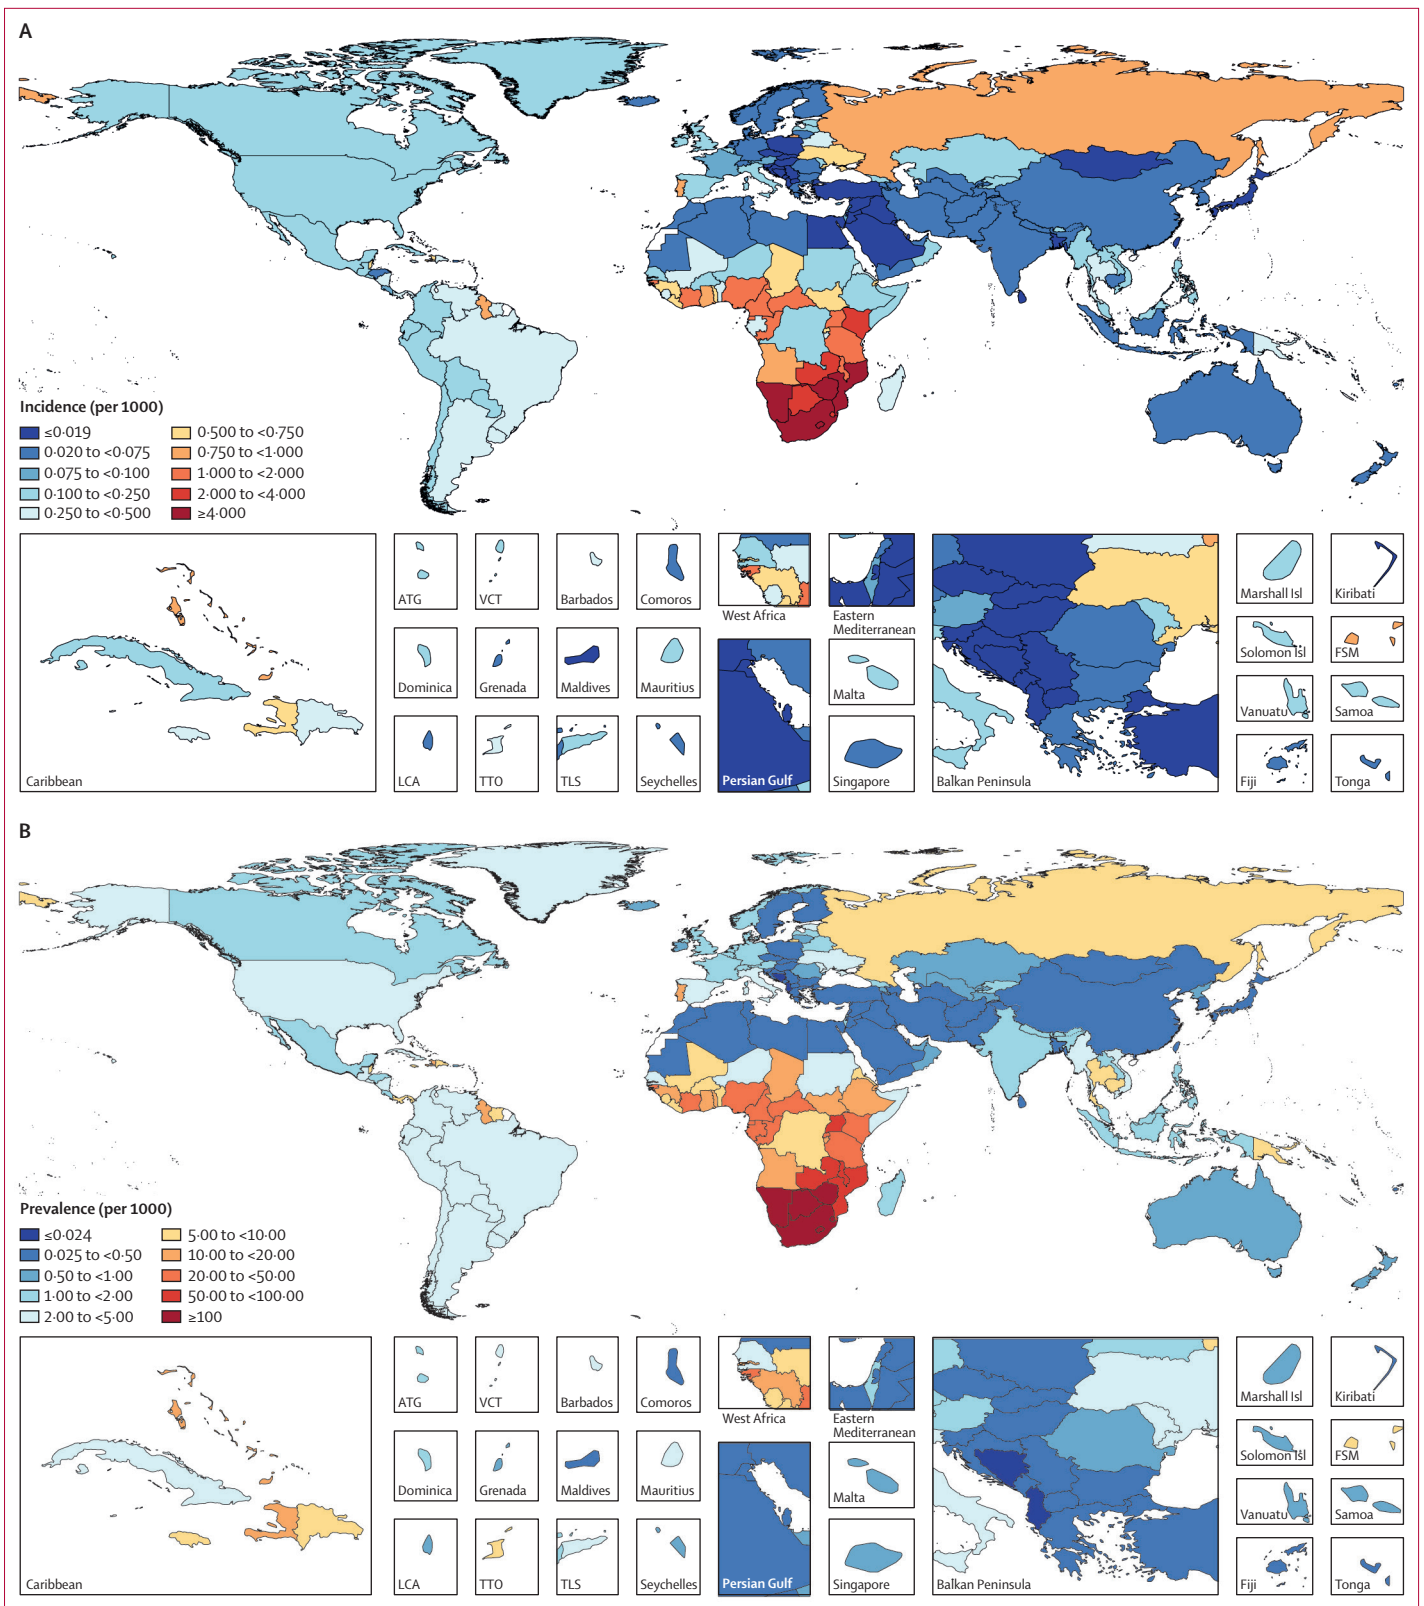 A
Incidence (per 1000)
≤0·019
0·020 to <0·075
0·075 to <0·100
0·100 to <0·250
0·250 to <0·500
0·500 to <0·750
0·750 to <1·000
1·000 to <2·000
2·000 to <4·000
≥4·000
Caribbean
ATG
VCT
Barbados
Comoros
West Africa
Eastern
Mediterranean
Dominica
Grenada
Maldives
Mauritius
Malta
LCA
TTO
TLS
Seychelles
Persian Gulf
Singapore
Balkan Peninsula
Marshall Isl
Kiribati
Solomon Isl
FSM
Vanuatu
Samoa
Fiji
Tonga
B
Prevalence (per 1000)
≤0·024
0·025 to <0·50
0·50 to <1·00
1·00 to <2·00
2·00 to <5·00
5·00 to <10·00
10·00 to <20·00
20·00 to <50·00
50·00 to <100·00
≥100
Caribbean
ATG
VCT
Barbados
Comoros
West Africa
Eastern
Mediterranean
Dominica
Grenada
Maldives
Mauritius
Malta
LCA
TTO
TLS
Seychelles
Persian Gulf
Singapore
Balkan Peninsula
Marshall Isl
Kiribati
Solomon Isl
FSM
Vanuatu
Samoa
Fiji
Tonga